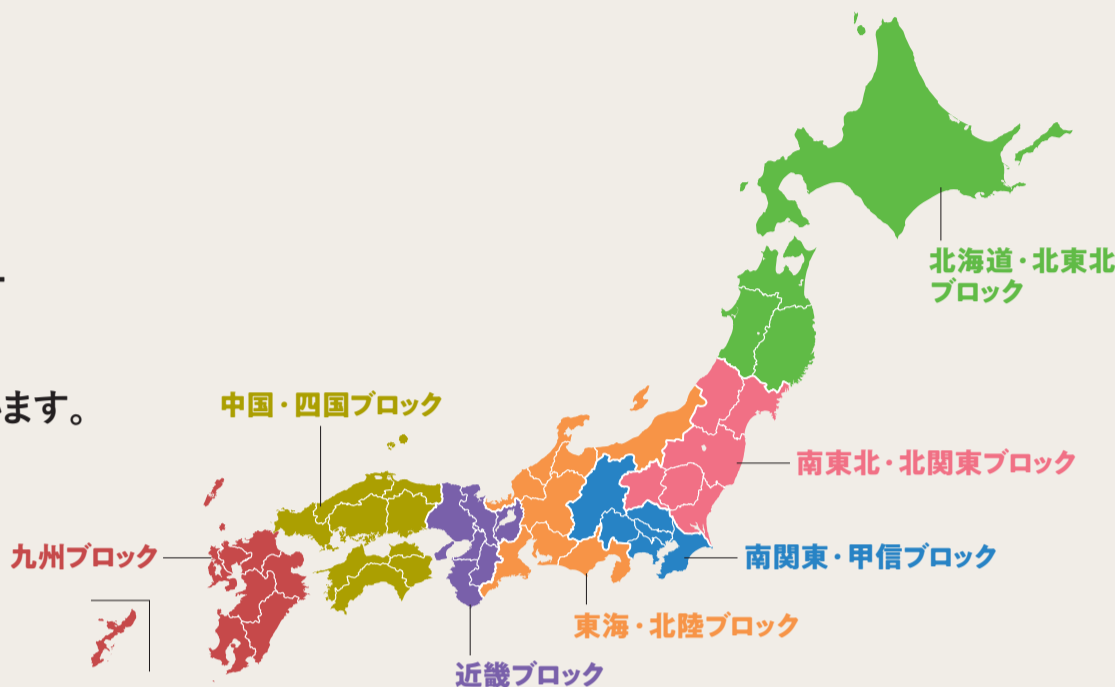 北海道・北東北
ブロック
ます。
中国・四国ブロック
南東北・北関東ブロック
九州ブロック
南関東・甲信ブロック
東海・北陸ブロック
近畿ブロック